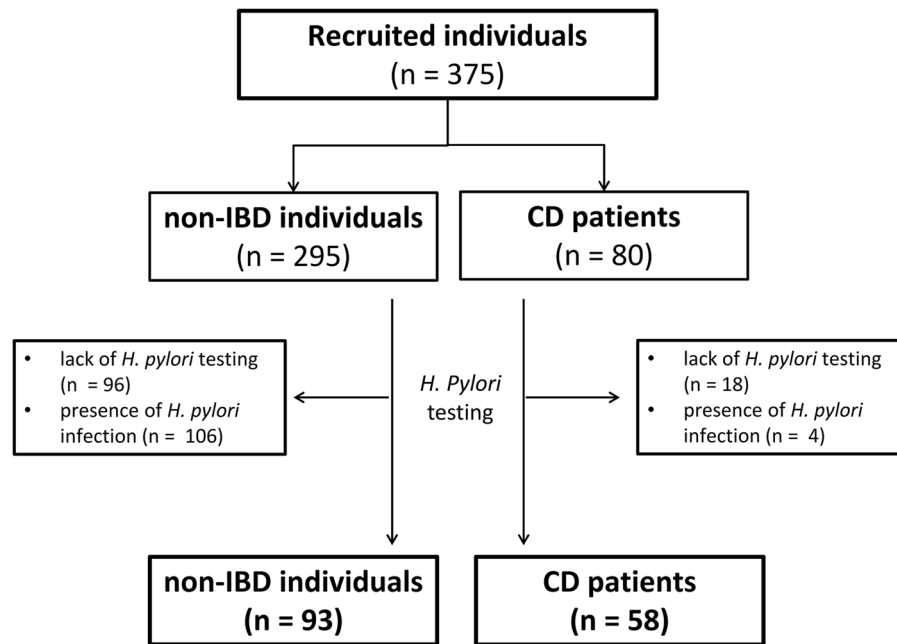 Recruited individuals
(n = 375)
non-IBD individuals
(n = 295)
CD patients
(n = 80)
• lack of H. pylori testing
(n = 96)
• presence of H. pylori
infection (n = 106)
H. Pylori
testing
• lack of H. pylori testing
(n = 18)
• presence of H. pylori
infection (n = 4)
non-IBD individuals
(n = 93)
CD patients
(n = 58)